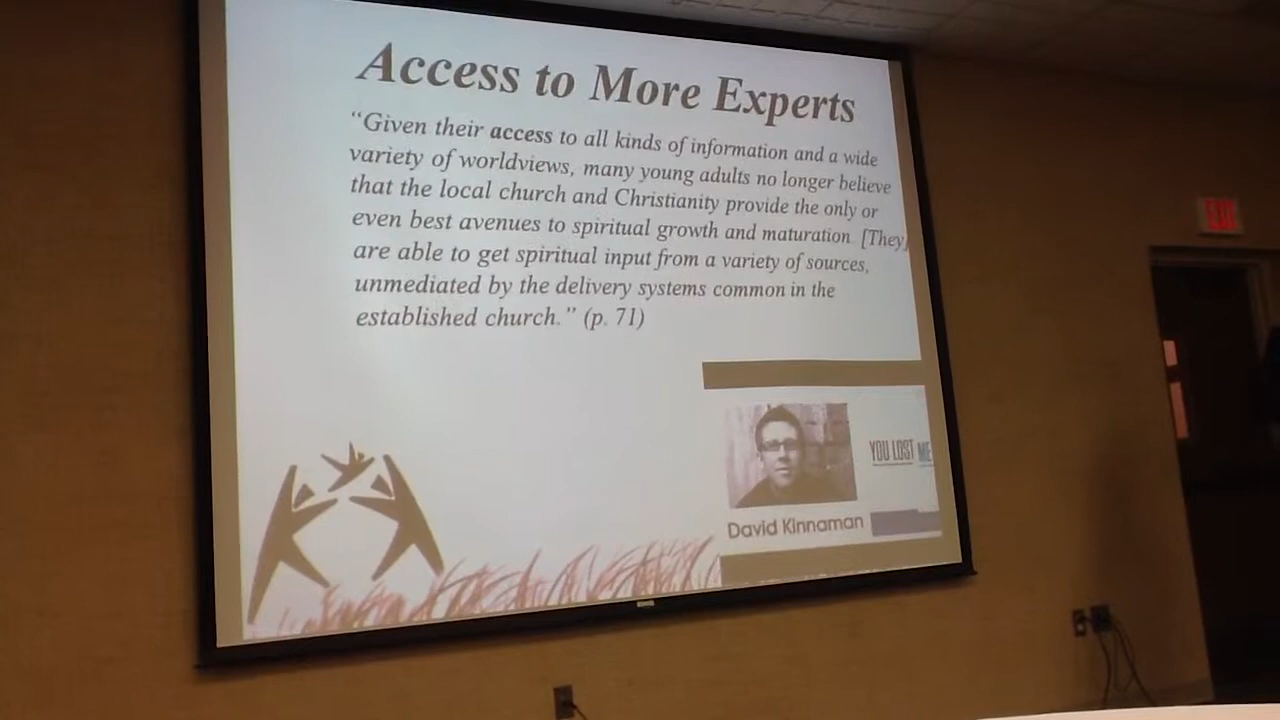 Access to More Experts
“Given their access to all kinds of information and a wide
variety of worldviews, many young adults no longer believe
that the local church and Christianity provide the only or
even best avenues to spiritual growth and maturation. [They]
are able to get spiritual input from a variety of sources,
unmediated by the delivery systems common in the
established church.” (p. 71)
YOU LOST ME
David Kinnaman
EXIT